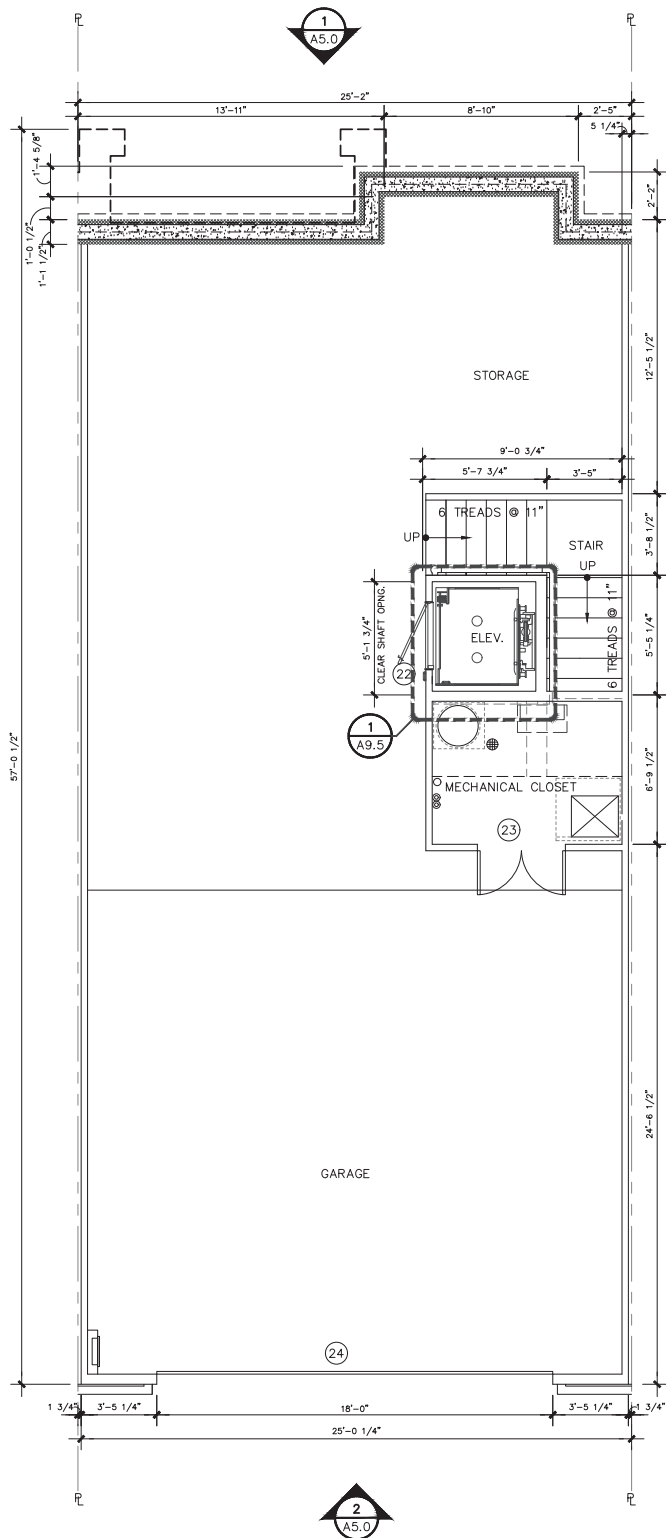 PL
PL
1
A5.0
25'-2"
13'-11"
8'-10"
2'-5"
5 1/4"
1'-4 5/8"
1'-0 1/2"
1'-1 1/2"
2'-2"
STORAGE
12'-5 1/2"
9'-0 3/4"
5'-7 3/4"
3'-5"
6 TREADS @ 11"
UP
STAIR
UP
3'-8 1/2"
5'-1 3/4"
CLEAR SHAFT OPNG.
ELEV.
6 TREADS @ 11"
5'-5 1/4"
22
1
A9.5
57'-0 1/2"
MECHANICAL CLOSET
23
6'-9 1/2"
24'-6 1/2"
GARAGE
24
1 3/4"
3'-5 1/4"
18'-0"
3'-5 1/4"
1 3/4"
25'-0 1/4"
PL
PL
2
A5.0